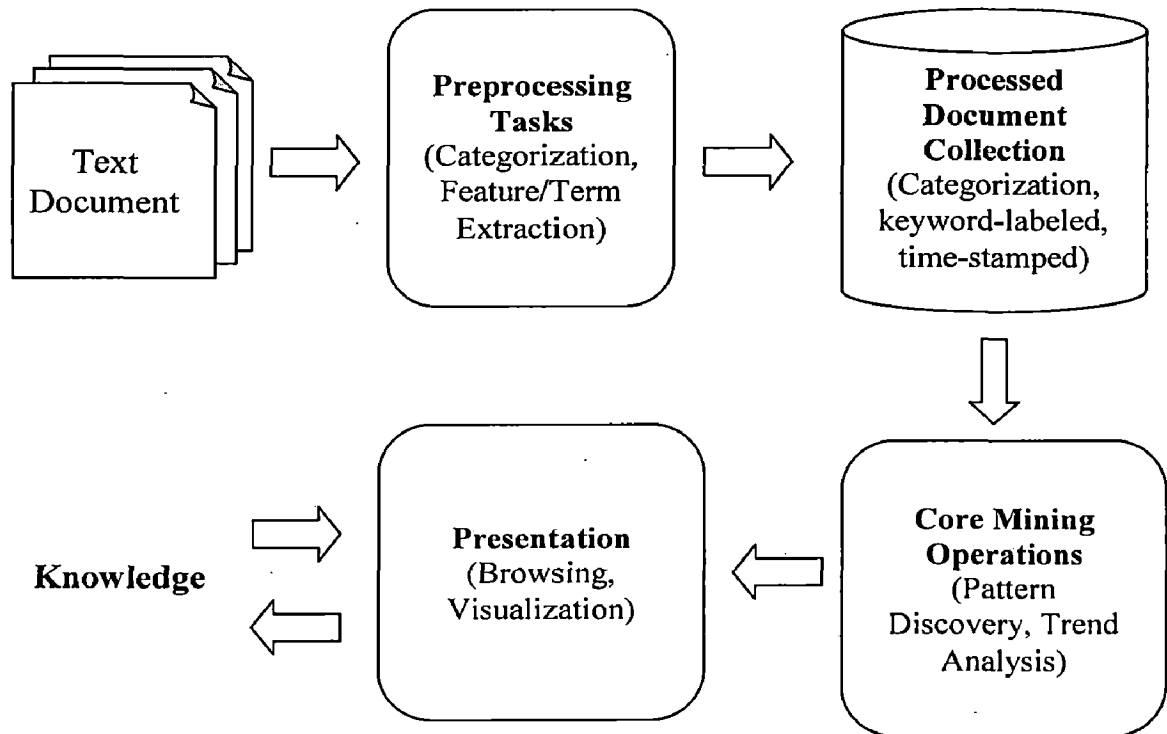 Text
Document
Preprocessing
Tasks
(Categorization,
Feature/Term
Extraction)
Processed
Document
Collection
(Categorization,
keyword-labeled,
time-stamped)
Core Mining
Operations
(Pattern
Discovery, Trend
Analysis)
Presentation
(Browsing,
Visualization)
Knowledge